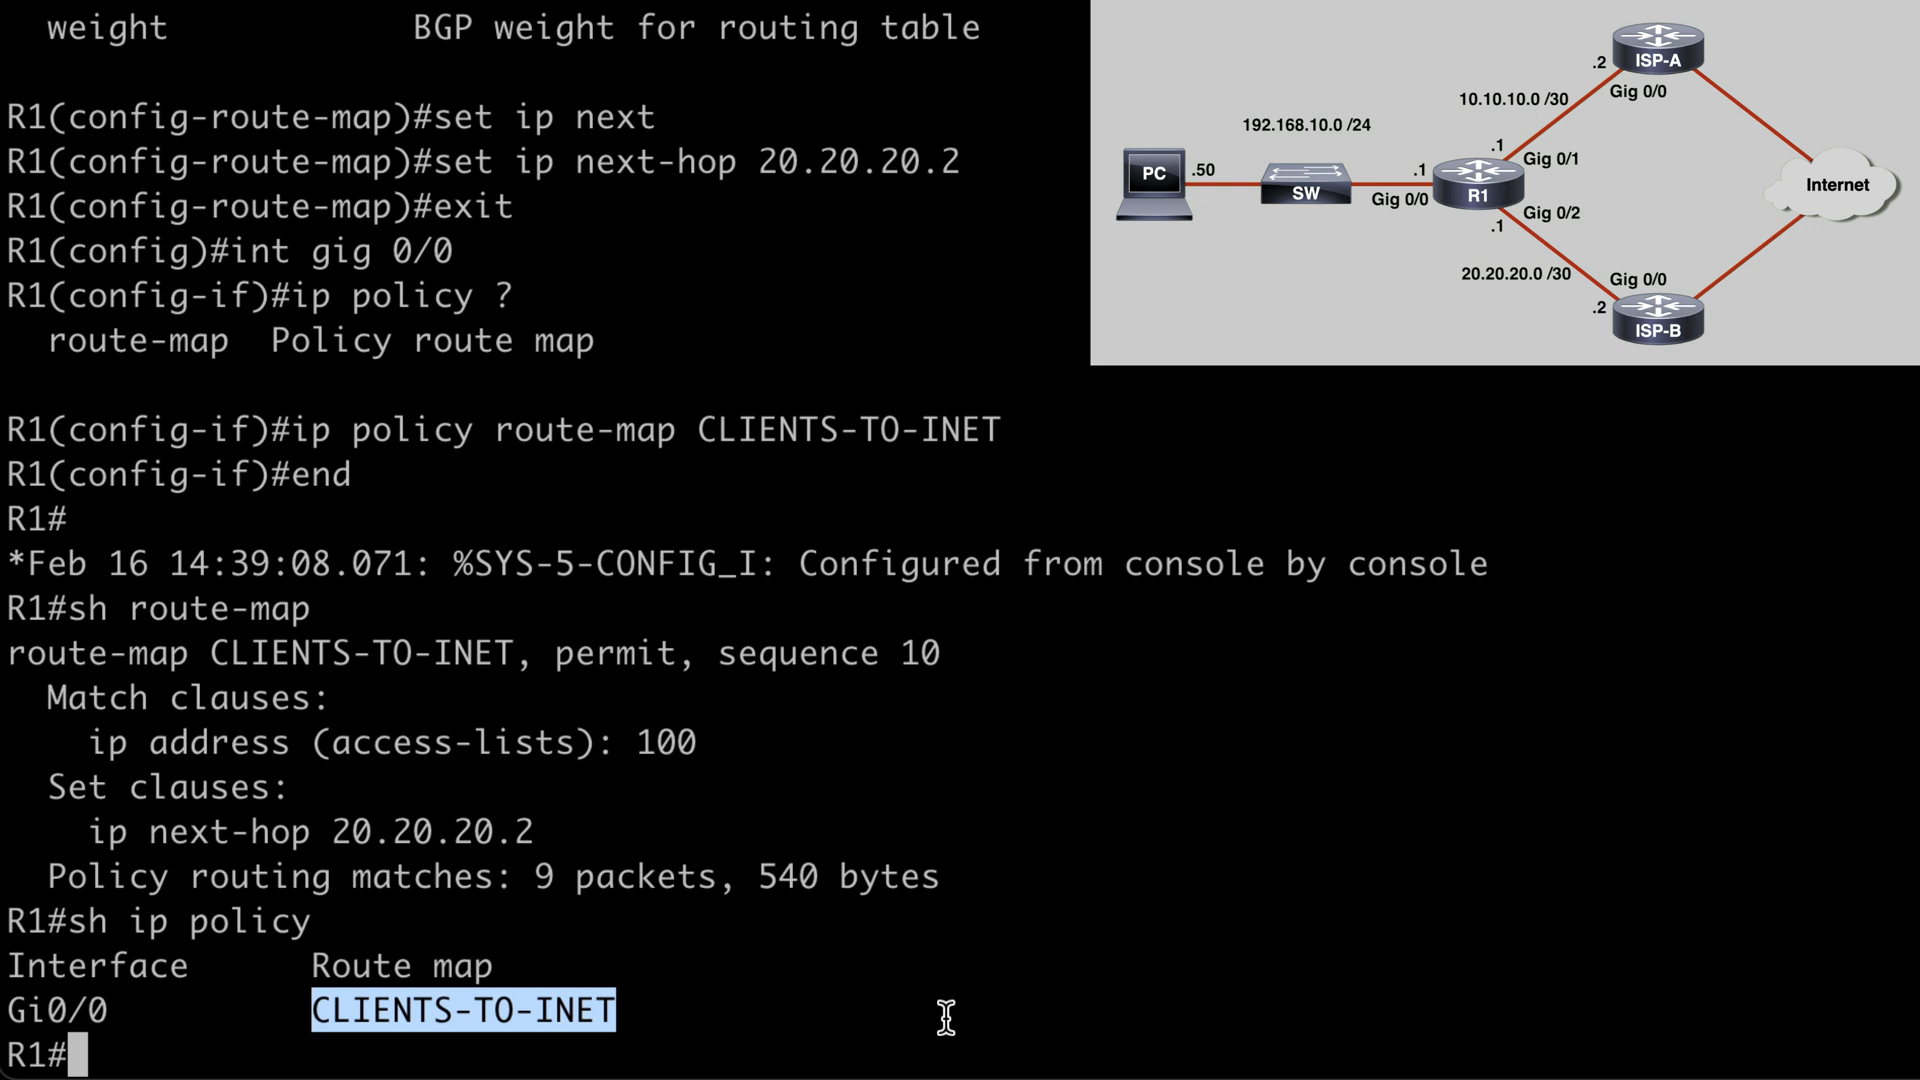 weight            BGP weight for routing table
R1(config-route-map)#set ip next
R1(config-route-map)#set ip next-hop 20.20.20.2
R1(config-route-map)#exit
R1(config)#int gig 0/0
R1(config-if)#ip policy ?
route-map  Policy route map
R1(config-if)#ip policy route-map CLIENTS-TO-INET
R1(config-if)#end
R1#
*Feb 16 14:39:08.071: %SYS-5-CONFIG_I: Configured from console by console
R1#sh route-map
route-map CLIENTS-TO-INET, permit, sequence 10
Match clauses:
ip address (access-lists): 100
Set clauses:
ip next-hop 20.20.20.2
Policy routing matches: 9 packets, 540 bytes
R1#sh ip policy
Interface      Route map
Gi0/0          CLIENTS-TO-INET
R1#
ISP-A
.2
Gig 0/0
10.10.10.0 /30
192.168.10.0 /24
.1
Gig 0/1
PC
.50
SW
.1
Gig 0/0
R1
Internet
Gig 0/2
.1
20.20.20.0 /30
Gig 0/0
.2
ISP-B